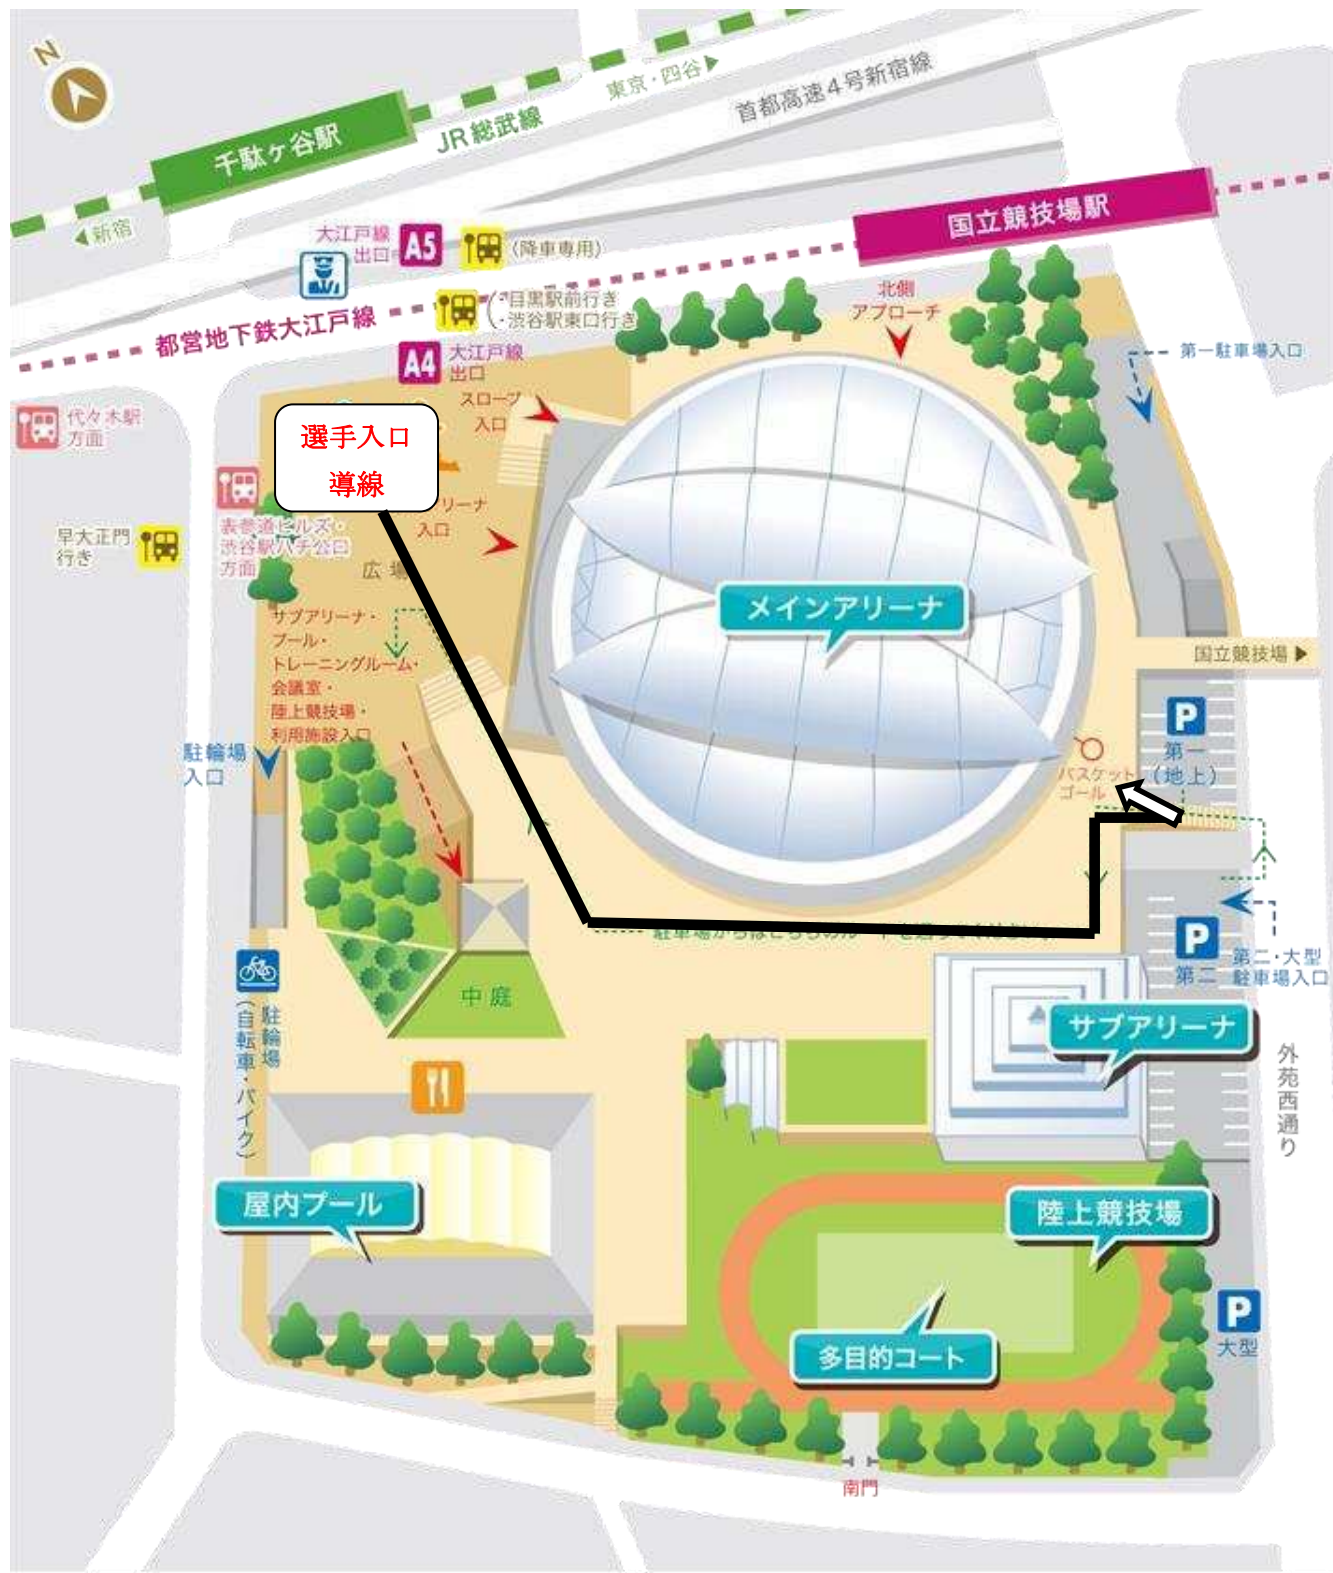 N
千駄ヶ谷駅
JR総武線
東京・四谷▶
首都高速4号新宿線
◀新宿
国立競技場駅
大江戸線
出口
A5
(降車専用)
・目黒駅前行き
・渋谷駅東口行き
都営地下鉄大江戸線
北側
アプローチ
A4
大江戸線
出口
スロープ
入口
第一駐車場入口
代々木駅
方面
選手入口
導線
リーナ
入口
表参道ヒルズ・
渋谷駅ハチ公口
方面
早大正門
行き
広場
メインアリーナ
サブアリーナ・
プール・
トレーニングルーム・
会議室・
陸上競技場・
利用施設入口
国立競技場▶
P
第一
(地上)
駐輪場
入口
バスケット
ゴール
P
第二
第二・大型
駐車場入口
中庭
駐輪場
(自転車・バイク)
サブアリーナ
外苑西通り
屋内プール
陸上競技場
多目的コート
P
大型
南門